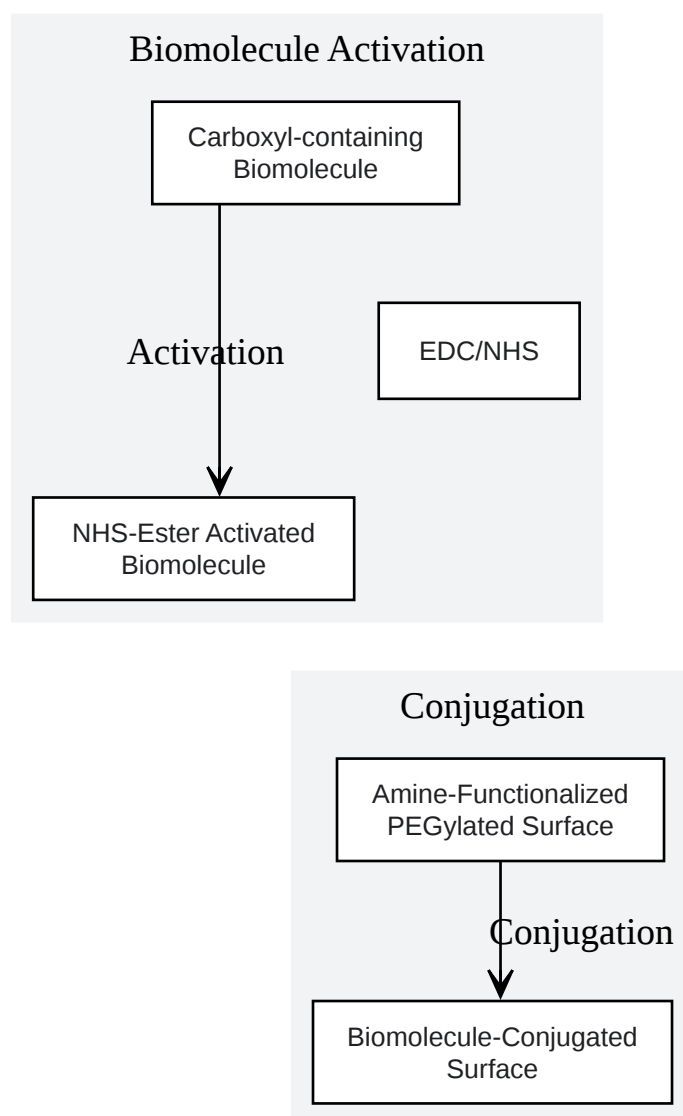 Biomolecule Activation
Carboxyl-containing
Biomolecule
Activation
EDC/NHS
NHS-Ester Activated
Biomolecule
Conjugation
Amine-Functionalized
PEGylated Surface
Conjugation
Biomolecule-Conjugated
Surface